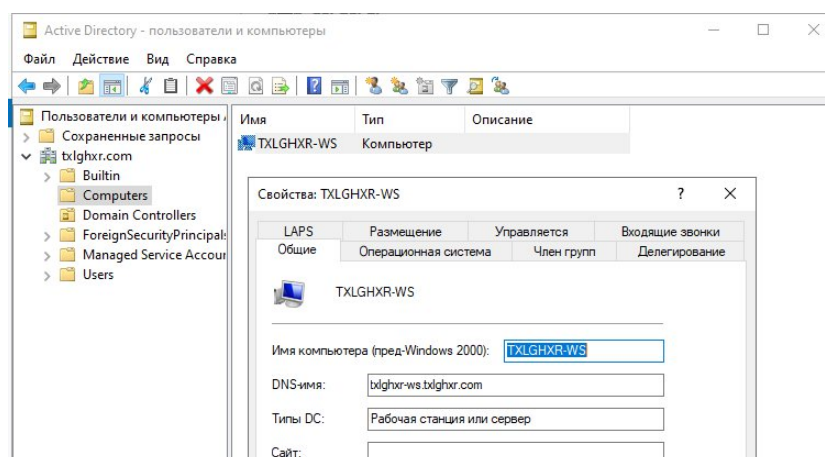 Active Directory - пользователи и компьютеры
Файл Действие Вид Справка
Пользователи и компьютеры
Имя Тип Описание
Сохраненные запросы
TXLGHXR-WS Компьютер
txlghxr.com
Builtin
Computers
Domain Controllers
ForeignSecurityPrincipal
Managed Service Accour
Users
Свойства: TXLGHXR-WS ? ×
LAPS Размещение Управляется Входящие звонки
Общие Операционная система Член групп Делегирование
TXLGHXR-WS
Имя компьютера (пред-Windows 2000): TXLGHXR-WS
DNS-имя: txlghxr-ws.txlghxr.com
Типы DC: Рабочая станция или сервер
Сайт: